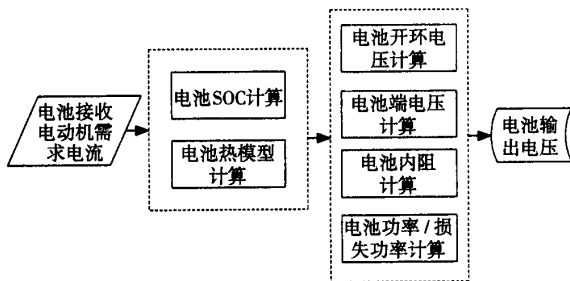 电池接收
电动机需
求电流
电池SOC计算
电池热模型
计算
电池开环电
压计算
电池端电压
计算
电池内阻
计算
电池功率/损
失功率计算
电池输
出电压